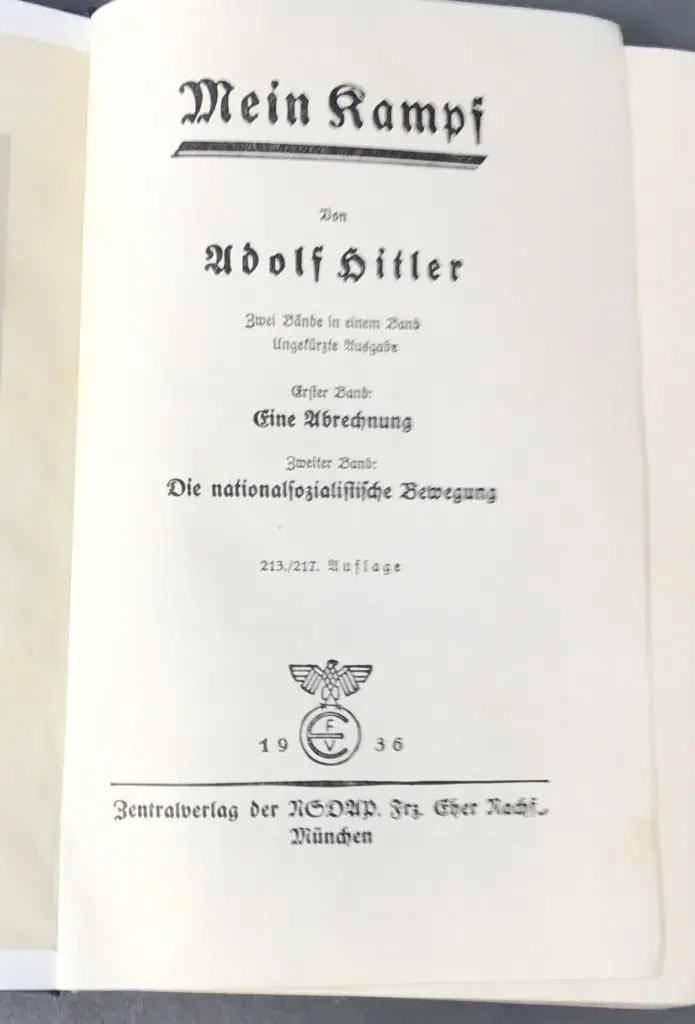 Mein Kampf
Von
Adolf Hitler
Zwei Bände in einem Band
Ungekürzte Ausgabe
Erster Band:
Eine Abrechnung
Zweiter Band:
Die nationalsozialistische Bewegung
213./217. Auflage
F
E
V
19 36
Zentralverlag der NSDAP. Frz. Eher Nachf.
München